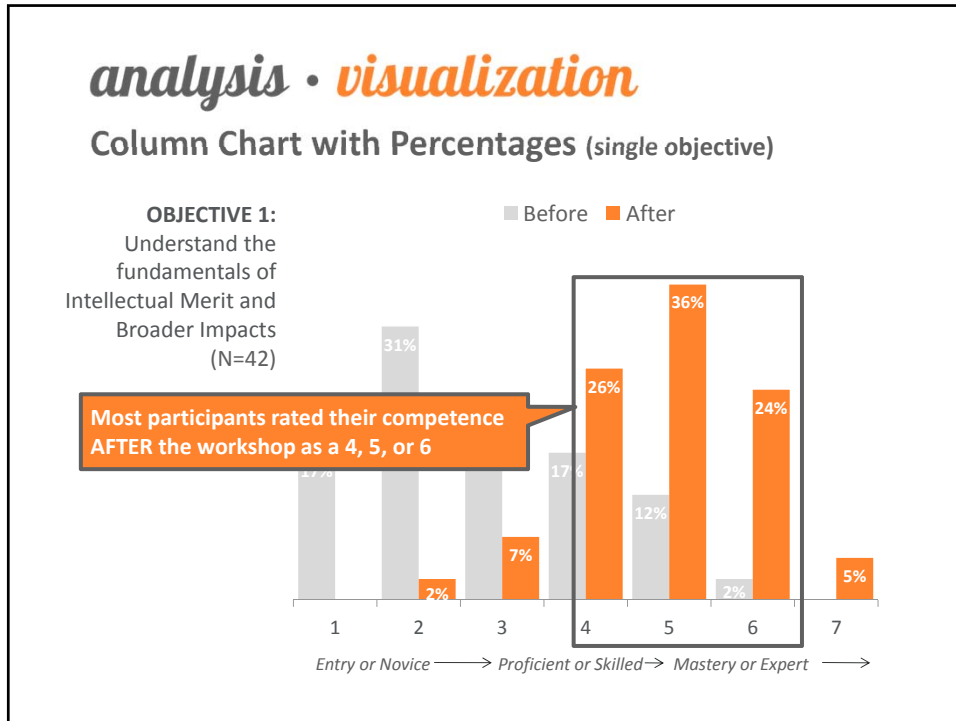 analysis • visualization
Column Chart with Percentages (single objective)
OBJECTIVE 1:
Understand the
fundamentals of
Intellectual Merit and
Broader Impacts
(N=42)
Before After
31%
36%
26%
24%
Most participants rated their competence
AFTER the workshop as a 4, 5, or 6
17%
17%
12%
2%
7%
2%
5%
1 2 3 4 5 6 7
Entry or Novice Proficient or Skilled Mastery or Expert